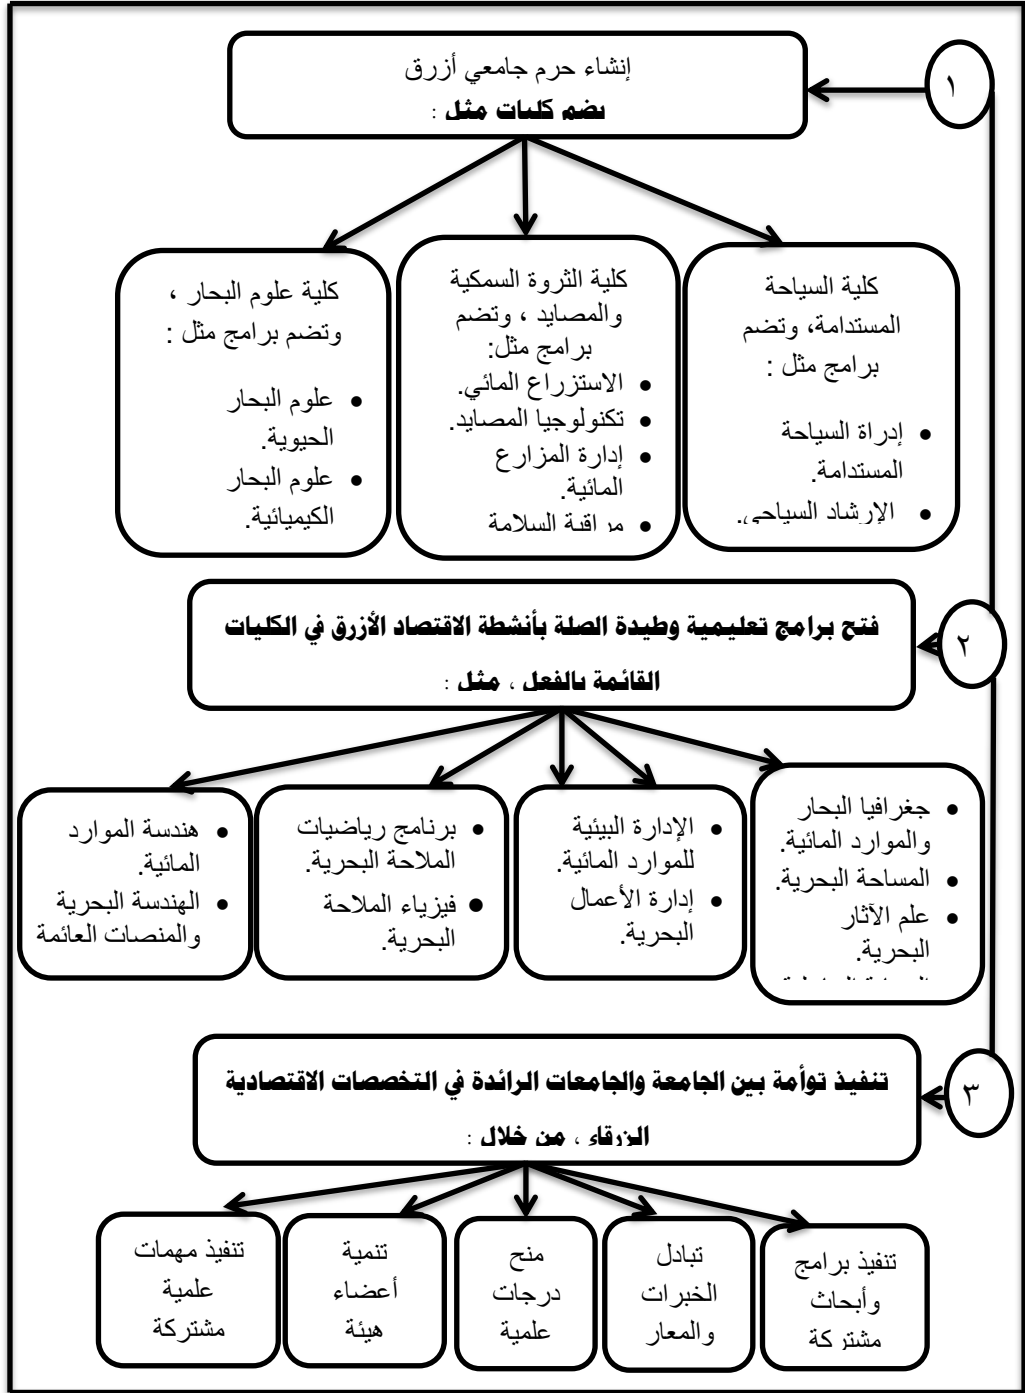 ١
إنشاء حرم جامعي أزرق
يضم كليات مثل :
كلية السياحة
المستدامة، وتضم
برامج مثل :
• إدراة السياحة
المستدامة.
• الإرشاد السياحي.
كلية الثروة السمكية
والمصايد ، وتضم
برامج مثل:
• الاستزراع المائي.
• تكنولوجيا المصايد.
• إدارة المزارع
المائية.
• مراقبة السلامة
كلية علوم البحار ،
وتضم برامج مثل :
• علوم البحار
الحيوية.
• علوم البحار
الكيميائية.
٢
فتح برامج تعليمية وطيدة الصلة بأنشطة الاقتصاد الأزرق في الكليات
القائمة بالفعل ، مثل :
• جغرافيا البحار
والموارد المائية.
• المساحة البحرية.
• علم الآثار
البحرية.
• الإدارة البيئية
للموارد المائية.
• إدارة الأعمال
البحرية.
• برنامج رياضيات
الملاحة البحرية.
• فيزياء الملاحة
البحرية.
• هندسة الموارد
المائية.
• الهندسة البحرية
والمنصات العائمة
٣
تنفيذ توأمة بين الجامعة والجامعات الرائدة في التخصصات الاقتصادية
الزرقاء ، من خلال :
تنفيذ برامج
وأبحاث
مشتركة
تبادل
الخبرات
والمعار
منح
درجات
علمية
تنمية
أعضاء
هيئة
تنفيذ مهمات
علمية
مشتركة